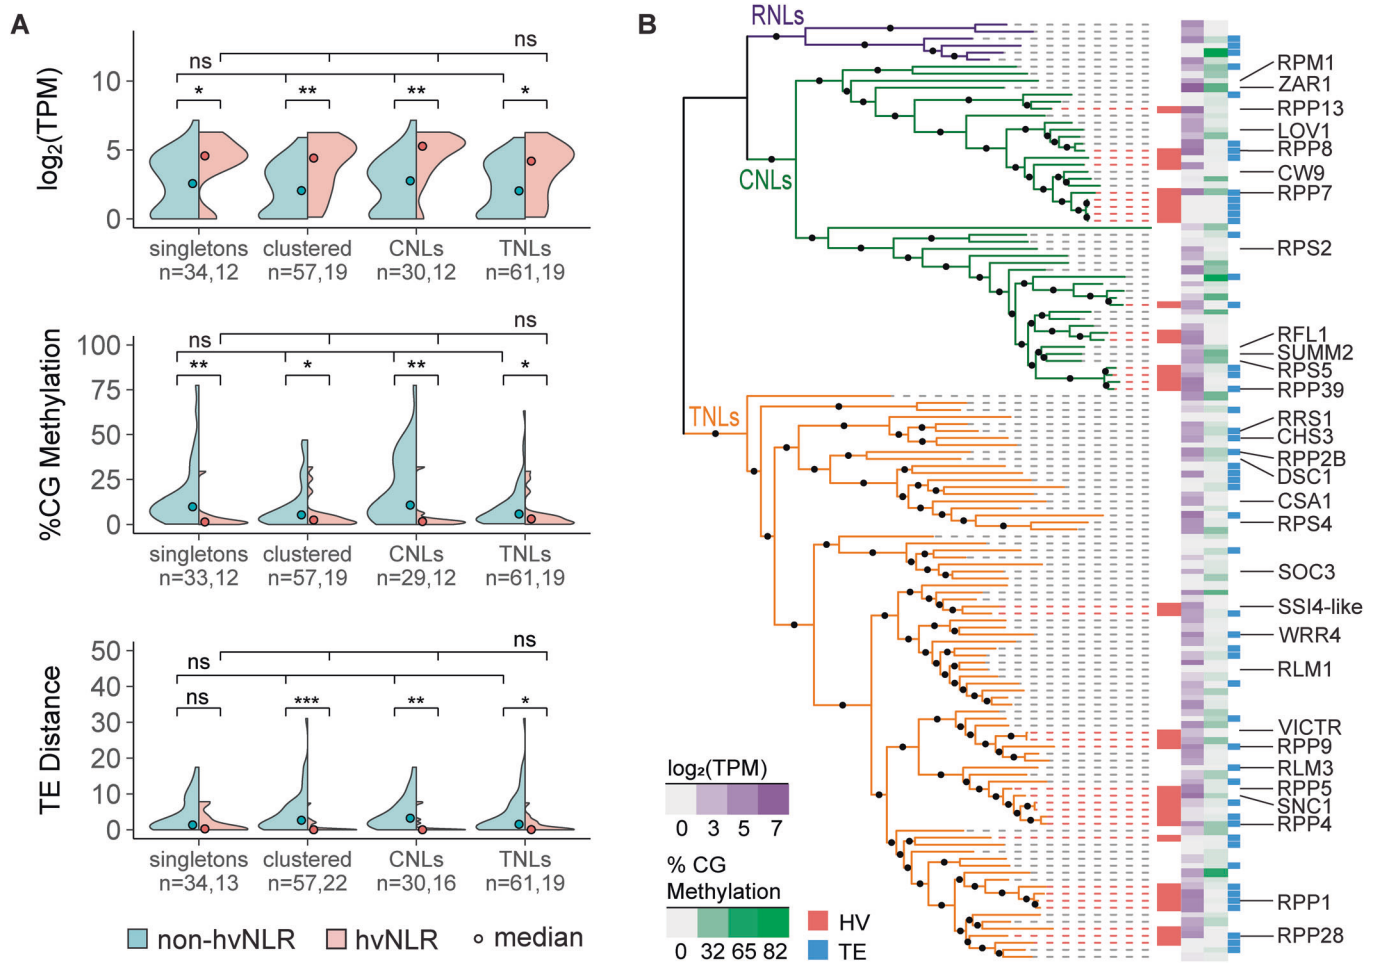 A
ns
ns
* ** ** *
log₂(TPM)
10
5
0
singletons clustered CNLs TNLs
n=34,12 n=57,19 n=30,12 n=61,19
ns
ns
** * ** *
%CG Methylation
100
75
50
25
0
singletons clustered CNLs TNLs
n=33,12 n=57,19 n=29,12 n=61,19
ns
ns
ns *** ** *
TE Distance
50
40
30
20
10
0
singletons clustered CNLs TNLs
n=34,13 n=57,22 n=30,16 n=61,19
non-hvNLR hvNLR median
B
RNLs
CNLs
TNLs
RPM1
ZAR1
RPP13
LOV1
RPP8
CW9
RPP7
RPS2
RFL1
SUMM2
RPS5
RPP39
RRS1
CHS3
RPP2B
DSC1
CSA1
RPS4
SOC3
SSI4-like
WRR4
RLM1
VICTR
RPP9
RLM3
RPP5
SNC1
RPP4
RPP1
RPP28
log₂(TPM)
0 3 5 7
% CG
Methylation
0 32 65 82
HV
TE